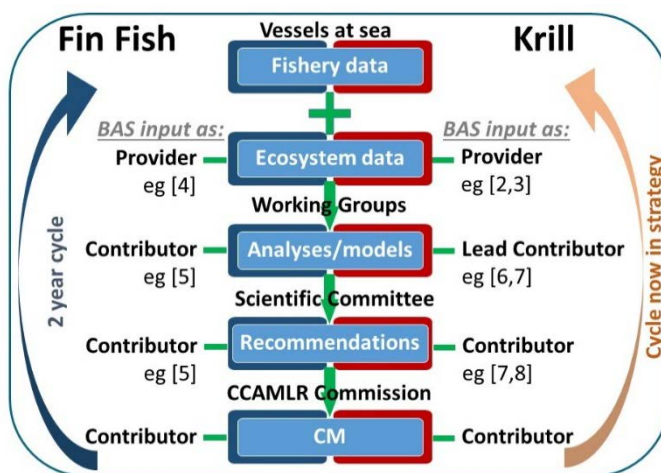 Fin Fish
Vessels at sea
Krill
Fishery data
BAS input as:
BAS input as:
Provider
eg [4]
Ecosystem data
Provider
eg [2,3]
Working Groups
Contributor
eg [5]
Analyses/models
Lead Contributor
eg [6,7]
Scientific Committee
Contributor
eg [5]
Recommendations
Contributor
eg [7,8]
CCAMLR Commission
Contributor
CM
Contributor
2 year cycle
Cycle now in strategy